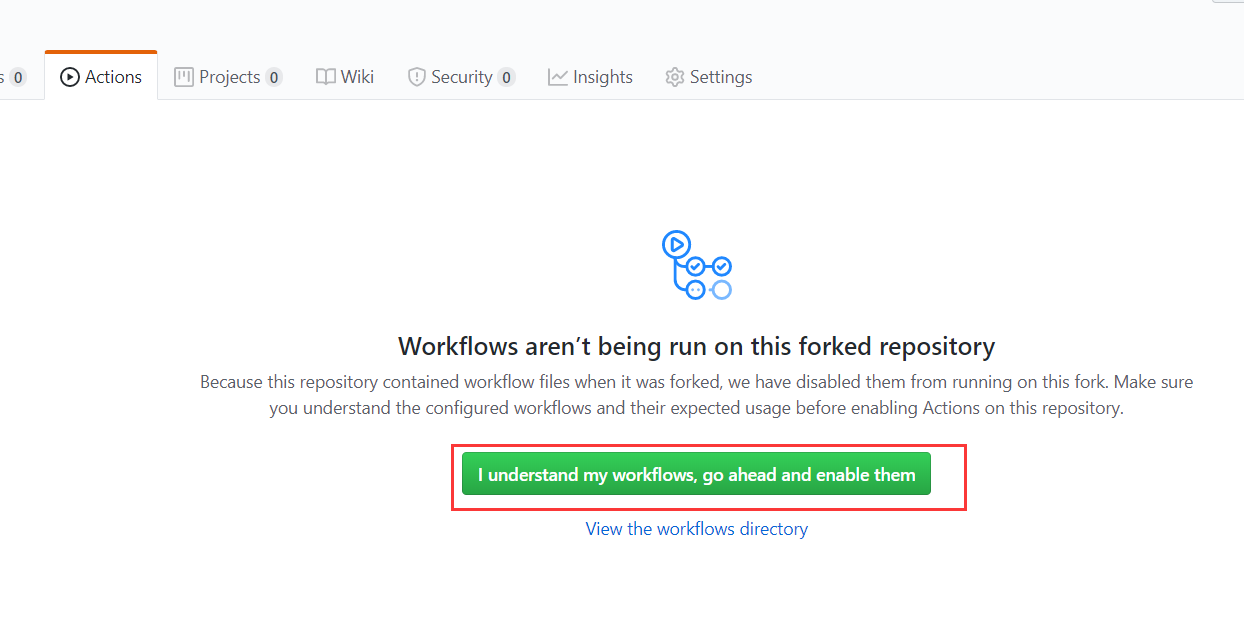 s 0 Actions Projects 0 Wiki Security 0 Insights Settings
Workflows aren’t being run on this forked repository
Because this repository contained workflow files when it was forked, we have disabled them from running on this fork. Make sure
you understand the configured workflows and their expected usage before enabling Actions on this repository.
I understand my workflows, go ahead and enable them
View the workflows directory